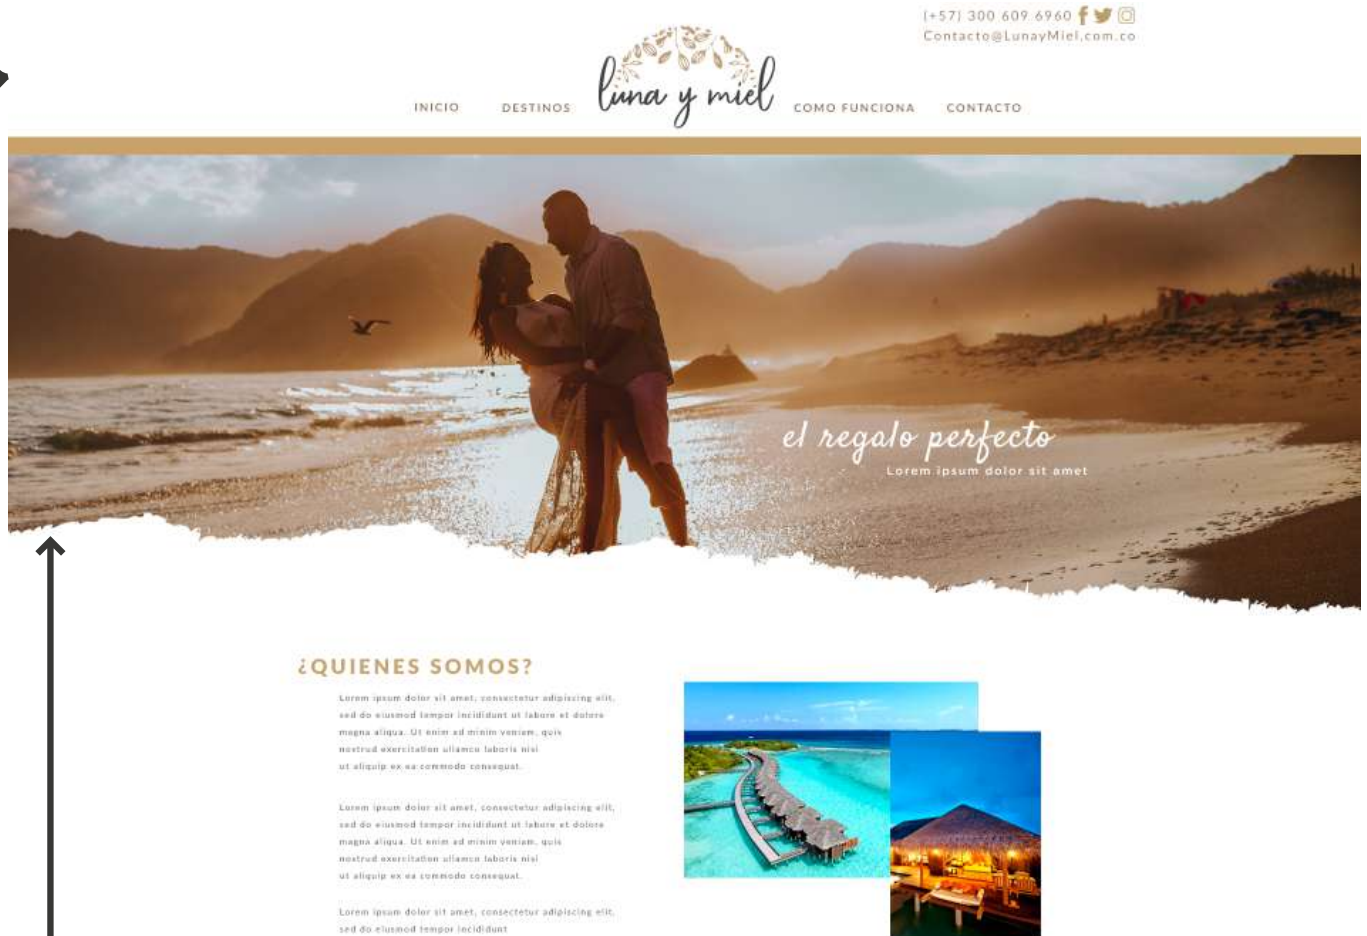 (+57) 300 609 6960
Contacto@LunayMiel.com.co
luna y miel
INICIO DESTINOS COMO FUNCIONA CONTACTO
el regalo perfecto
Lorem ipsum dolor sit amet
¿QUIENES SOMOS?
Lorem ipsum dolor sit amet, consectetur adipiscing elit,
sed do eiusmod tempor incididunt ut labore et dolore
magna aliqua. Ut enim ad minim veniam, quis
nostrud exercitation ullamco laboris nisi
ut aliquip ex ea commodo consequat.
Lorem ipsum dolor sit amet, consectetur adipiscing elit,
sed do eiusmod tempor incididunt ut labore et dolore
magna aliqua. Ut enim ad minim veniam, quis
nostrud exercitation ullamco laboris nisi
ut aliquip ex ea commodo consequat.
Lorem ipsum dolor sit amet, consectetur adipiscing elit,
sed do eiusmod tempor incididunt